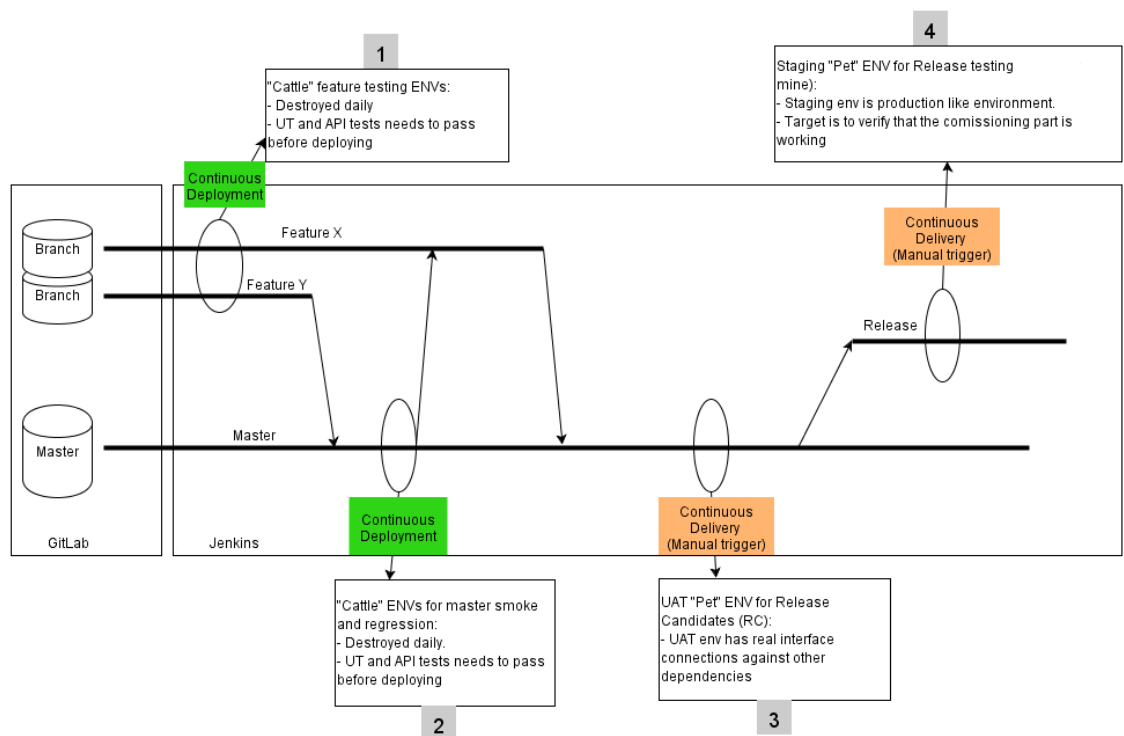 1
"Cattle" feature testing ENVs:
- Destroyed daily
- UT and API tests needs to pass
before deploying
4
Staging "Pet" ENV for Release testing
mine):
- Staging env is production like environment.
- Target is to verify that the comissioning part is
working
Continuous
Deployment
Continuous
Delivery
(Manual trigger)
Branch
Feature X
Branch
Feature Y
Release
Master
Master
Continuous
Deployment
Continuous
Delivery
(Manual trigger)
GitLab
Jenkins
"Cattle" ENVs for master smoke
and regression:
- Destroyed daily.
- UT and API tests needs to pass
before deploying
2
UAT "Pet" ENV for Release
Candidates (RC):
- UAT env has real interface
connections against other
dependencies
3